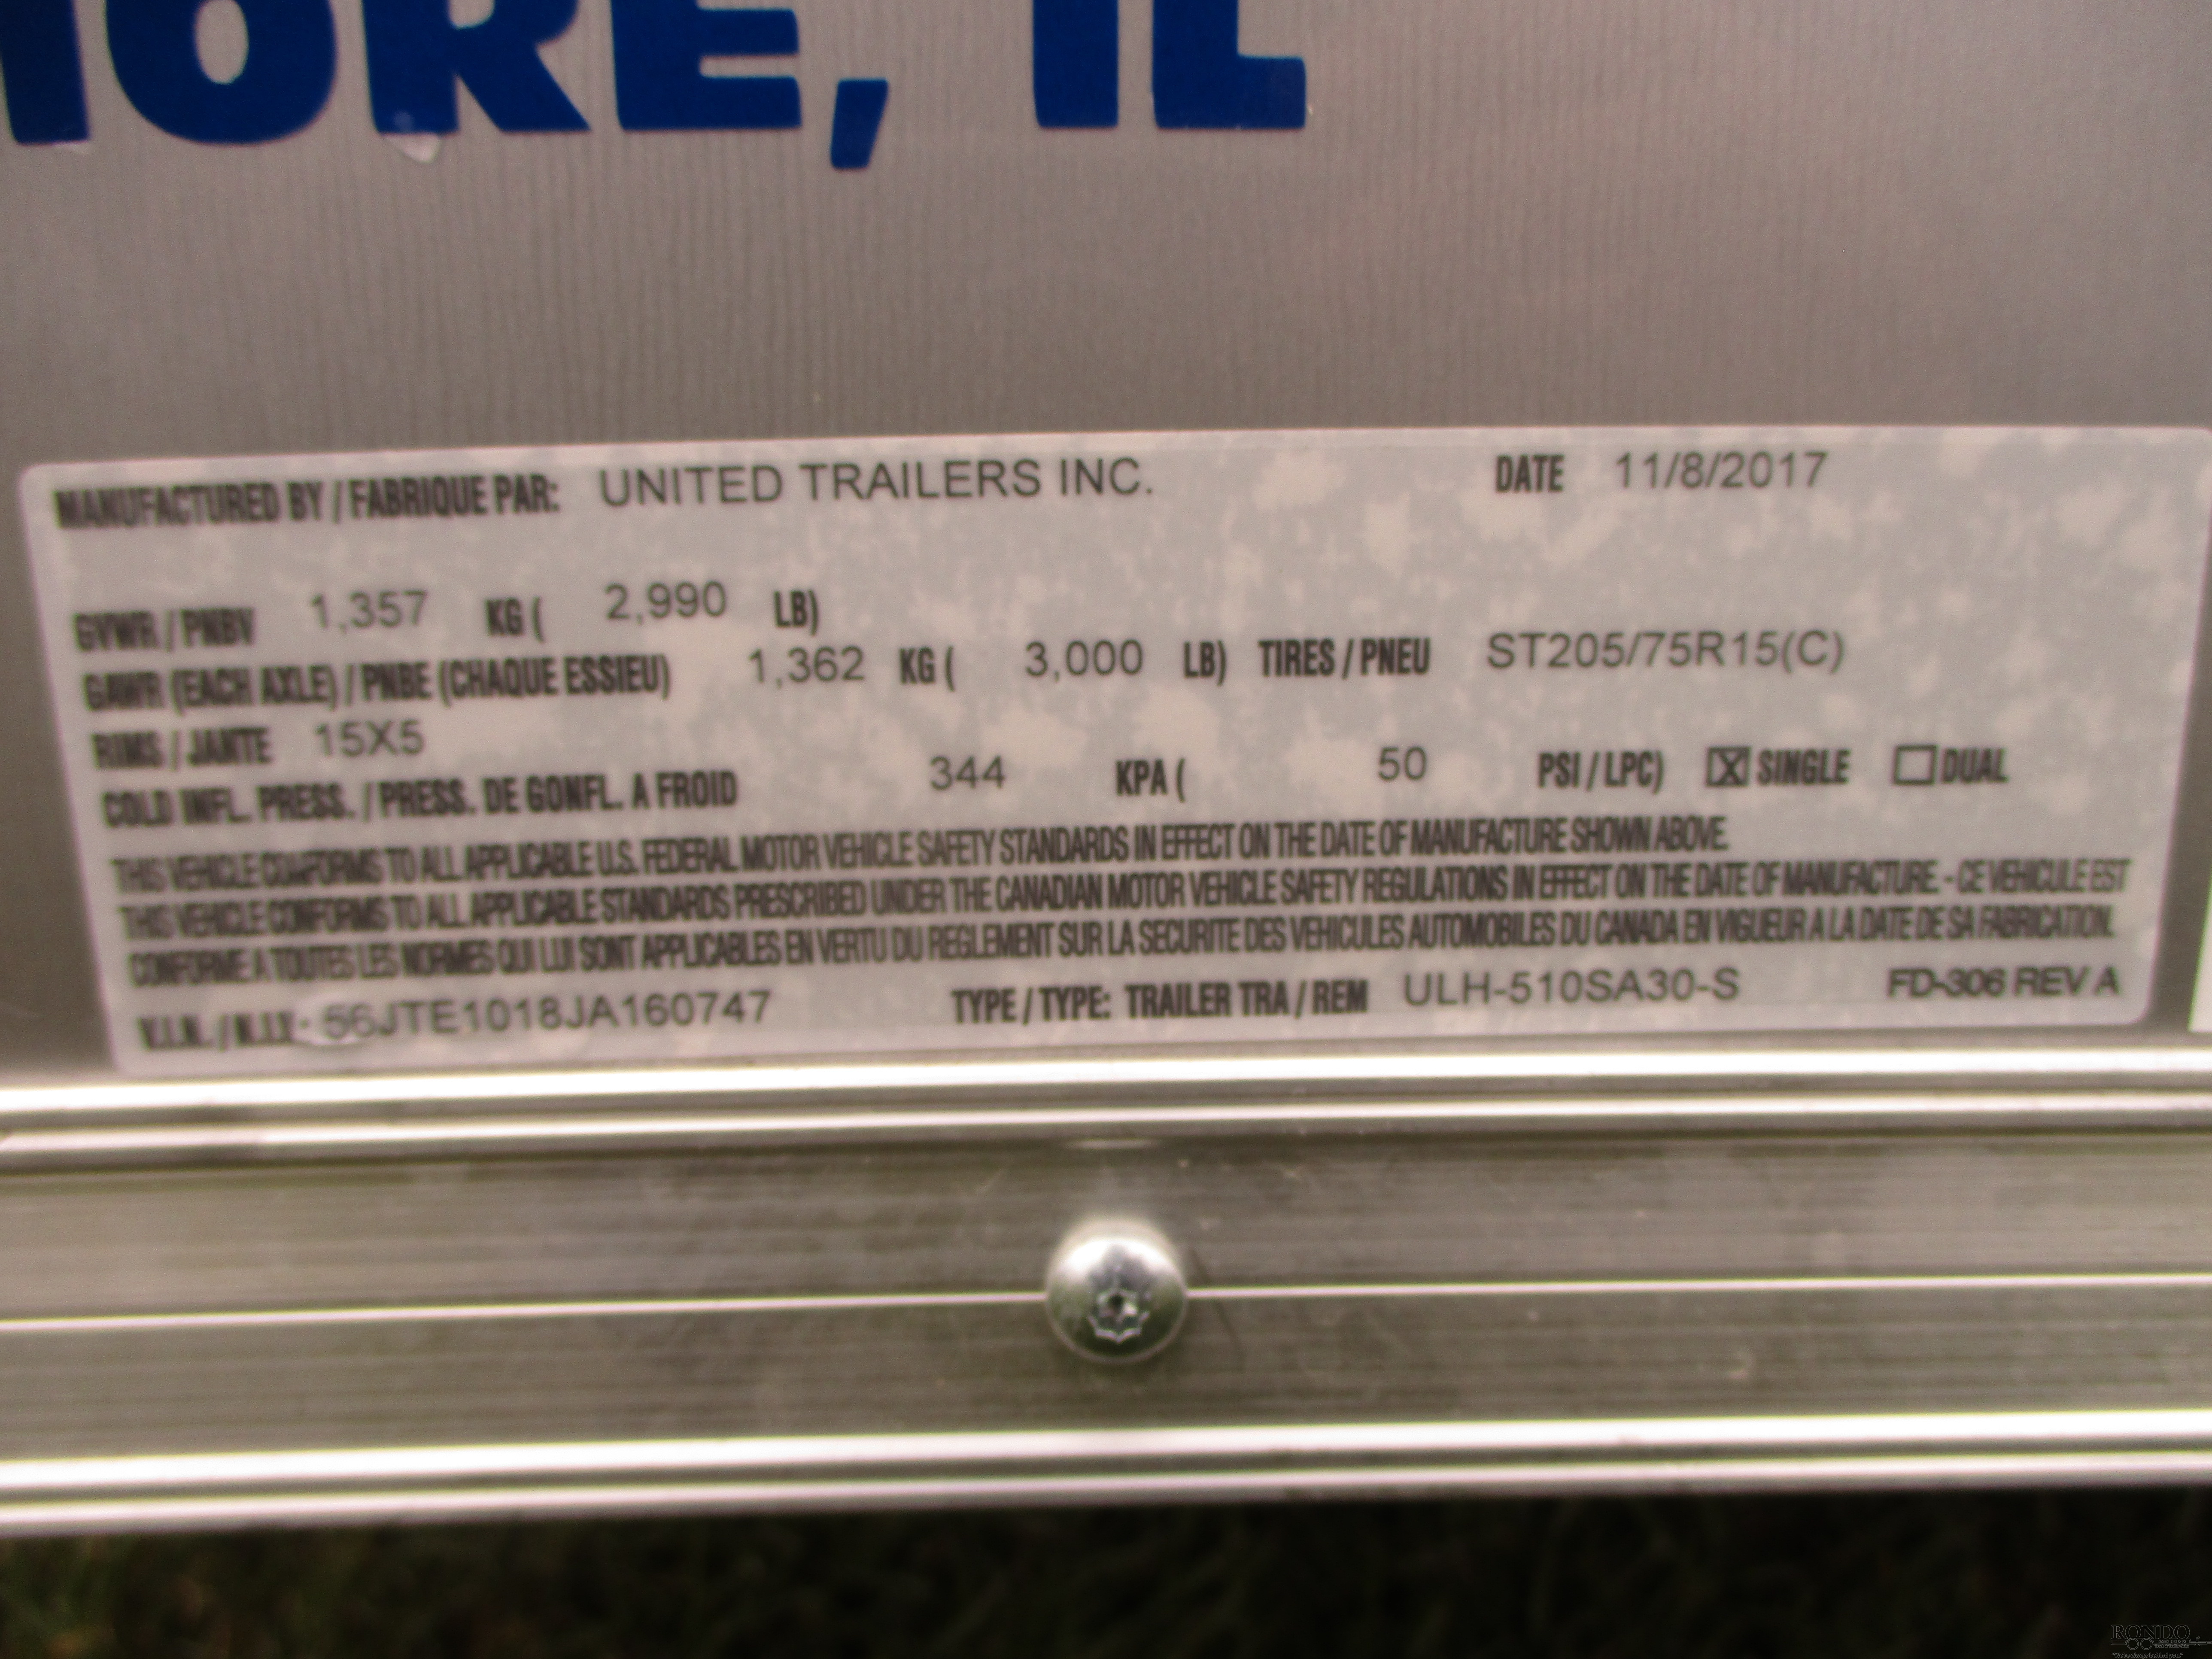 MORE, IL
MANUFACTURED BY / FABRIQUE PAR: UNITED TRAILERS INC. DATE 11/8/2017
GVWR / PNBV 1,357 KG ( 2,990 LB)
GAWR (EACH AXLE) / PNBE (CHAQUE ESSIEU) 1,362 KG ( 3,000 LB) TIRES / PNEU ST205/75R15(C)
RIMS / JANTE 15X5
COLD INFL. PRESS. / PRESS. DE GONFL. A FROID 344 KPA ( 50 PSI / LPC) ☒ SINGLE ☐ DUAL
THIS VEHICLE CONFORMS TO ALL APPLICABLE U.S. FEDERAL MOTOR VEHICLE SAFETY STANDARDS IN EFFECT ON THE DATE OF MANUFACTURE SHOWN ABOVE.
THIS VEHICLE CONFORMS TO ALL APPLICABLE STANDARDS PRESCRIBED UNDER THE CANADIAN MOTOR VEHICLE SAFETY REGULATIONS IN EFFECT ON THE DATE OF MANUFACTURE. - CE VEHICULE EST
CONFORME A TOUTES LES NORMES QUI LUI SONT APPLICABLES EN VERTU DU REGLEMENT SUR LA SECURITE DES VEHICULES AUTOMOBILES DU CANADA EN VIGUEUR A LA DATE DE SA FABRICATION.
V.I.N. / N.I.V.: 56JTE1018JA160747 TYPE / TYPE: TRAILER TRA / REM ULH-510SA30-S FD-306 REV A
RONDO